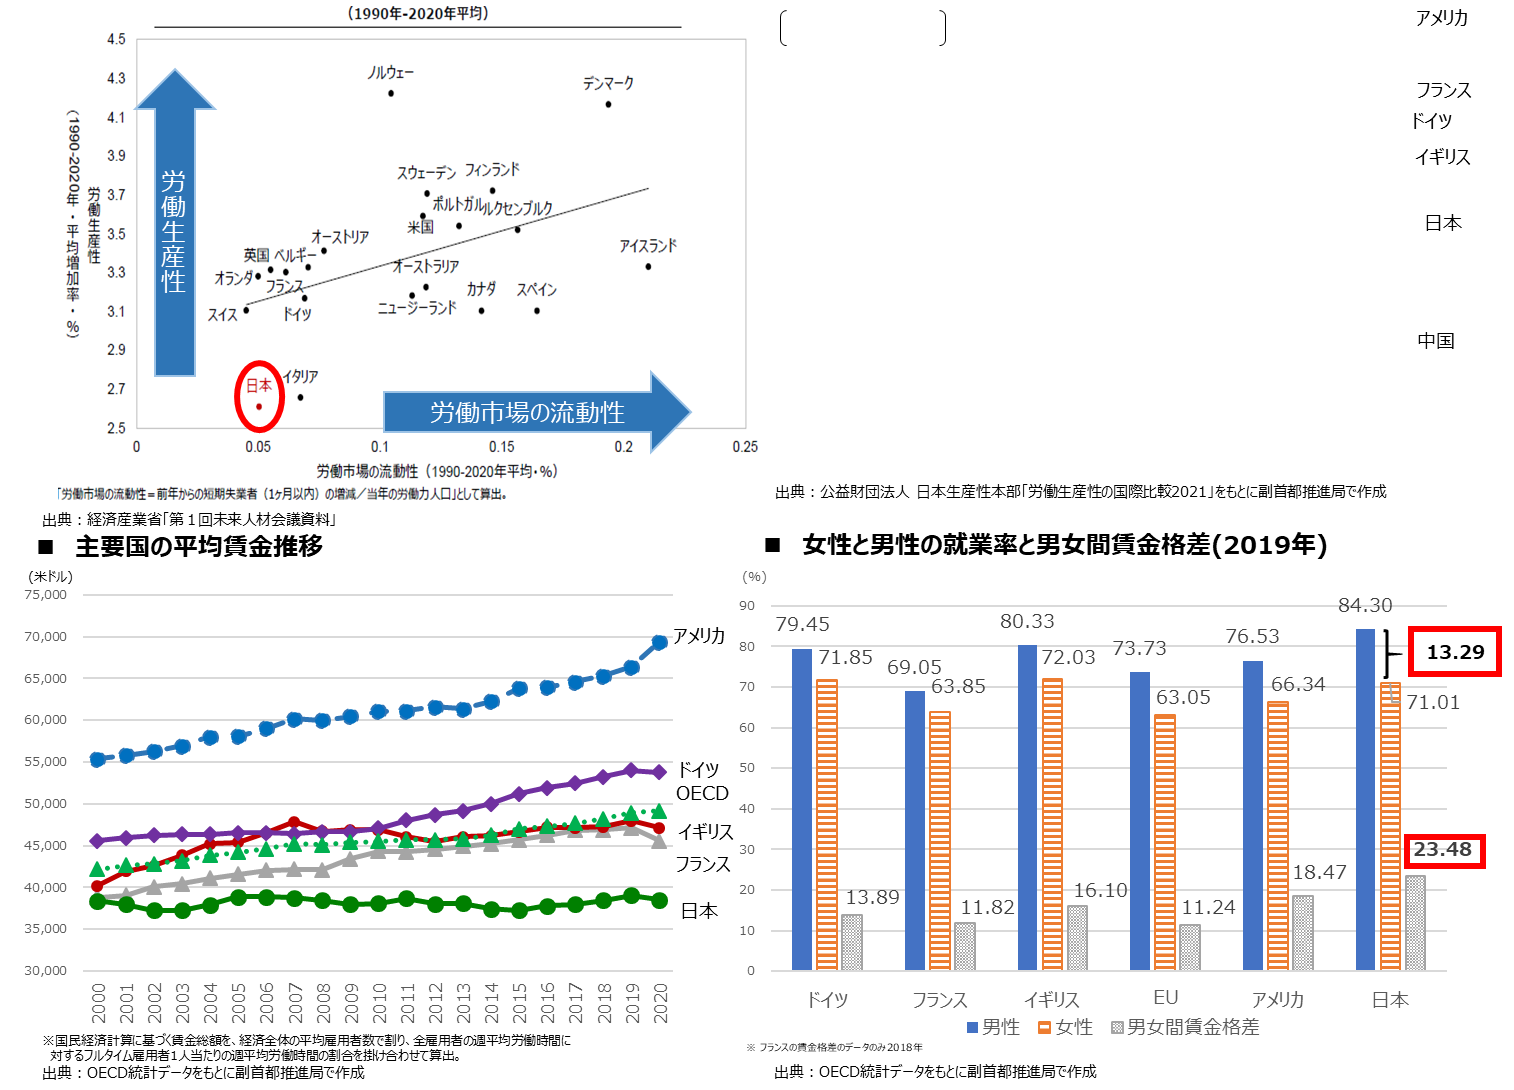 （1990年-2020年平均）
4.5
4.3
4.1
3.9
3.7
3.5
3.3
3.1
2.9
2.7
2.5
労働生産性
（1990-2020年・平均増加率・%）
労働生産性
ノルウェー
デンマーク
スウェーデン
フィンランド
ポルトガル
ルクセンブルク
米国
オーストリア
アイスランド
英国
ベルギー
オランダ
フランス
オーストラリア
カナダ
スペイン
スイス
ドイツ
ニュージーランド
日本
イタリア
労働市場の流動性
0
0.05
0.1
0.15
0.2
0.25
労働市場の流動性（1990-2020年平均・%）
「労働市場の流動性＝前年からの短期失業者（1ヶ月以内）の増減／当年の労働力人口」として算出。
出典：経済産業省「第１回未来人材会議資料」
アメリカ
フランス
ドイツ
イギリス
日本
中国
出典：公益財団法人 日本生産性本部「労働生産性の国際比較2021」をもとに副首都推進局で作成
■ 主要国の平均賃金推移
(米ドル)
75,000
70,000
65,000
60,000
55,000
50,000
45,000
40,000
35,000
30,000
アメリカ
ドイツ
OECD
イギリス
フランス
日本
2000
2001
2002
2003
2004
2005
2006
2007
2008
2009
2010
2011
2012
2013
2014
2015
2016
2017
2018
2019
2020
※国民経済計算に基づく賃金総額を、経済全体の平均雇用者数で割り、全雇用者の週平均労働時間に
対するフルタイム雇用者1人当たりの週平均労働時間の割合を掛け合わせて算出。
出典：OECD統計データをもとに副首都推進局で作成
■ 女性と男性の就業率と男女間賃金格差(2019年)
(%)
90
80
70
60
50
40
30
20
10
0
79.45
71.85
13.89
69.05
63.85
11.82
80.33
72.03
16.10
73.73
63.05
11.24
76.53
66.34
18.47
84.30
71.01
23.48
13.29
ドイツ
フランス
イギリス
EU
アメリカ
日本
男性
女性
男女間賃金格差
※ フランスの賃金格差のデータのみ2018年
出典：OECD統計データをもとに副首都推進局で作成